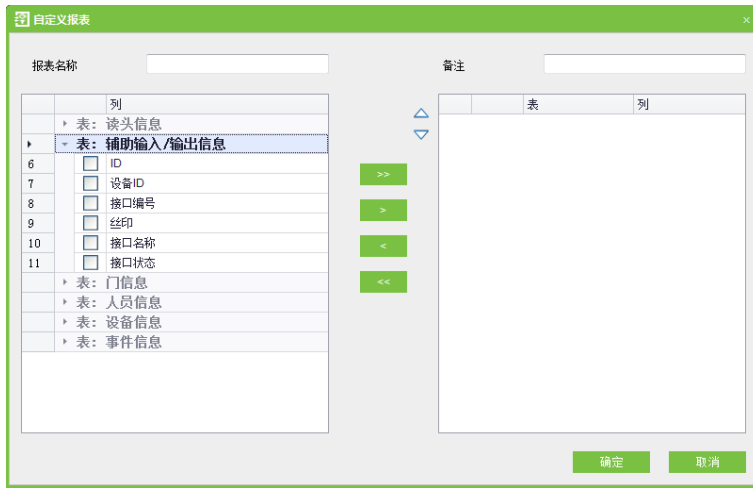 自定义报表
×
报表名称
备注
列
表: 读头信息
表: 辅助输入/输出信息
6 ID
7 设备ID
8 接口编号
9 丝印
10 接口名称
11 接口状态
表: 门信息
表: 人员信息
表: 设备信息
表: 事件信息
>>
>
<
<<
表 列
确定 取消